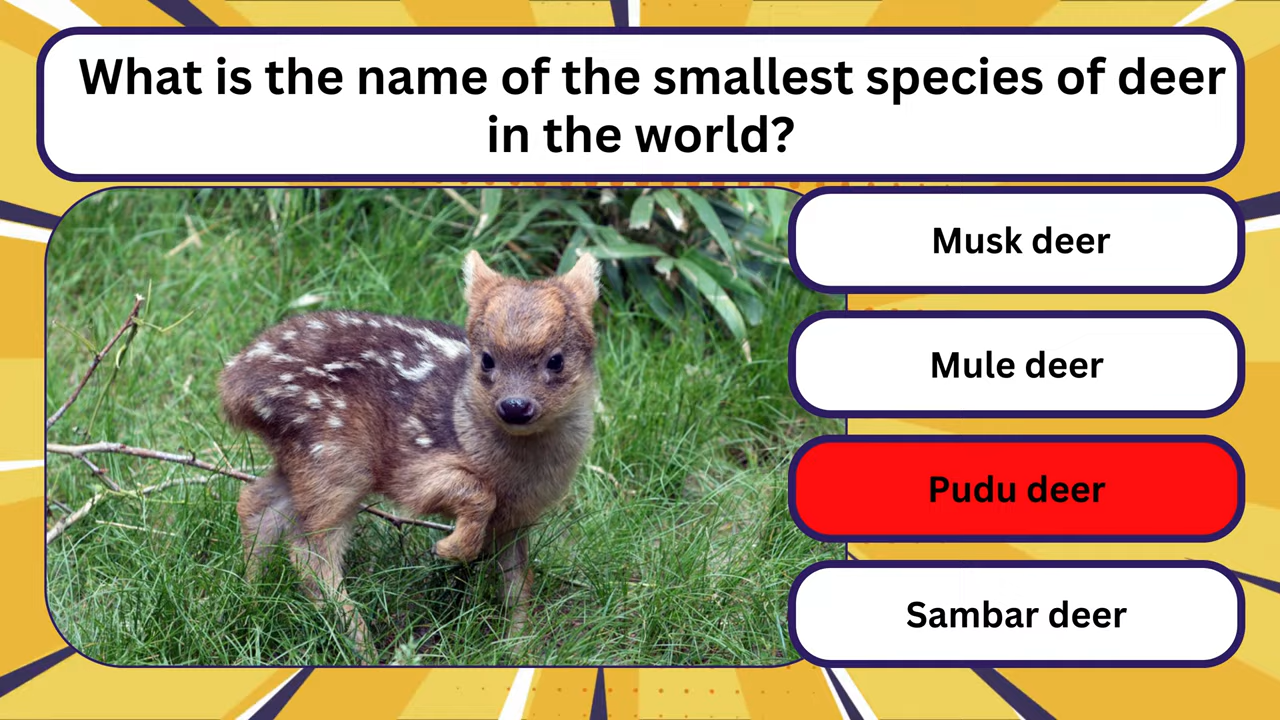 What is the name of the smallest species of deer
in the world?
Musk deer
Mule deer
Pudu deer
Sambar deer